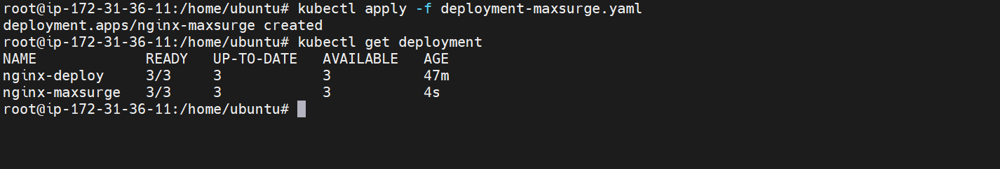 root@ip-172-31-36-11:/home/ubuntu# kubectl apply -f deployment-maxsurge.yaml
deployment.apps/nginx-maxsurge created
root@ip-172-31-36-11:/home/ubuntu# kubectl get deployment
NAME             READY   UP-TO-DATE   AVAILABLE   AGE
nginx-deploy     3/3     3            3           47m
nginx-maxsurge   3/3     3            3           4s
root@ip-172-31-36-11:/home/ubuntu#